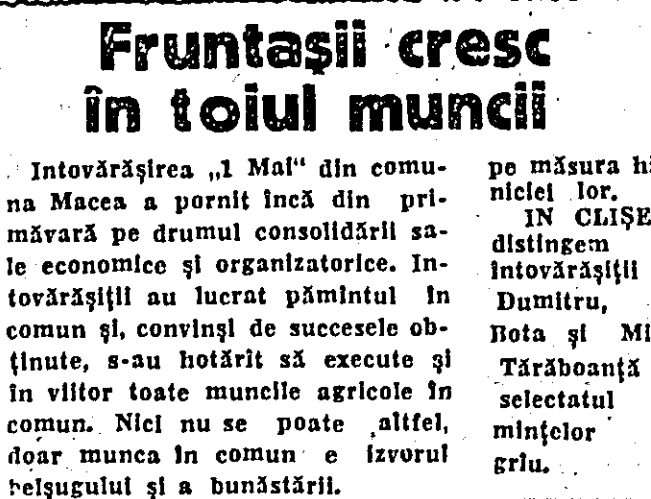 Fruntașii cresc
în toiul muncii
Intovărășirea „1 Mai“ din comu-
na Macea a pornit încă din pri-
măvară pe drumul consolidării sa-
le economice și organizatorice. In-
tovărășiții au lucrat pămîntul în
comun și, convinși de succesele ob-
ținute, s-au hotărît să execute și
în viitor toate muncile agricole în
comun. Nici nu se poate altfel,
doar munca în comun e izvorul
belșugului și a bunăstării.
pe măsura
niciei lor.
IN
distingem
întovărășiții
Dumitru,
Bota și
Tărăboanță
selectatul
mințelor
grîu.